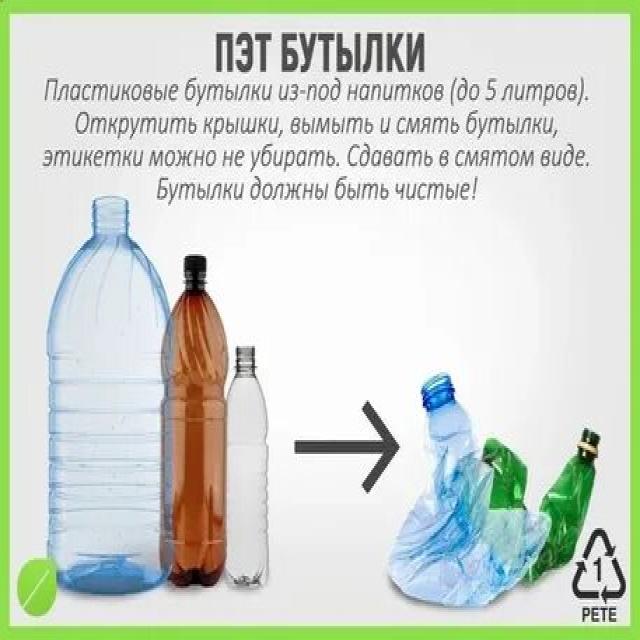 ПЭТ БУТЫЛКИ
Пластиковые бутылки из-под напитков (до 5 литров).
Открутить крышки, вымыть и смять бутылки,
этикетки можно не убирать. Сдавать в смятом виде.
Бутылки должны быть чистые!
1
PETE